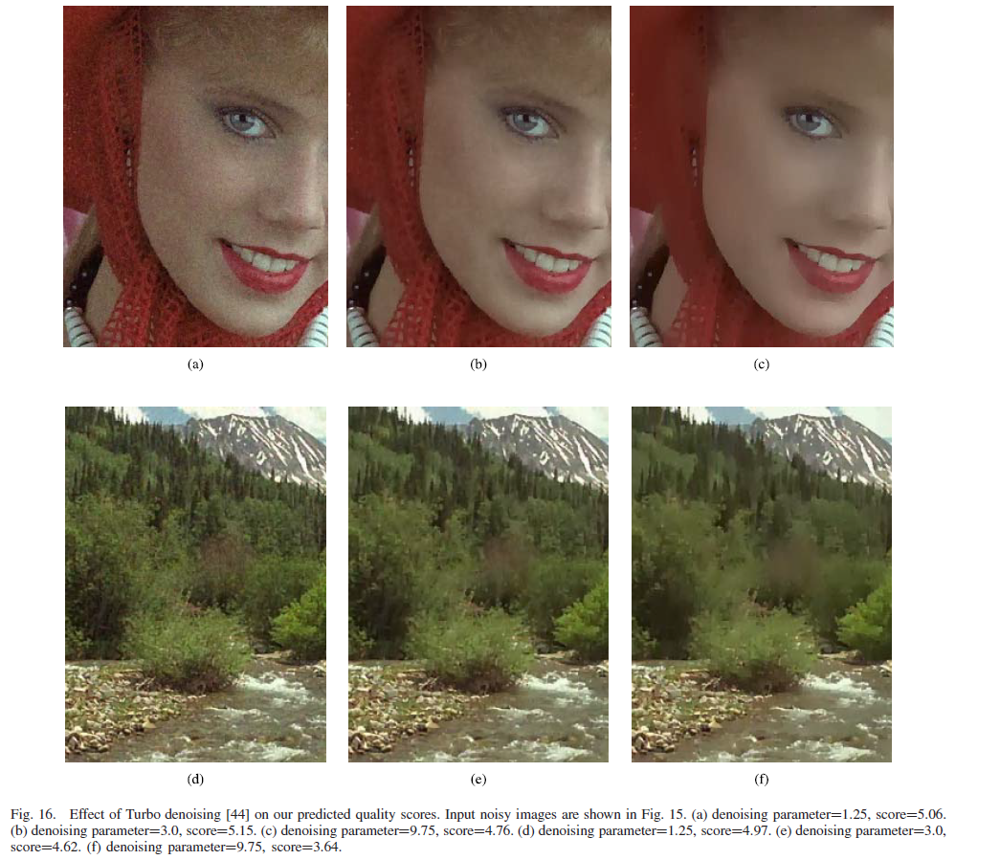 (a)
(b)
(c)
(d)
(e)
(f)
Fig. 16. Effect of Turbo denoising [44] on our predicted quality scores. Input noisy images are shown in Fig. 15. (a) denoising parameter=1.25, score=5.06.
(b) denoising parameter=3.0, score=5.15. (c) denoising parameter=9.75, score=4.76. (d) denoising parameter=1.25, score=4.97. (e) denoising parameter=3.0,
score=4.62. (f) denoising parameter=9.75, score=3.64.